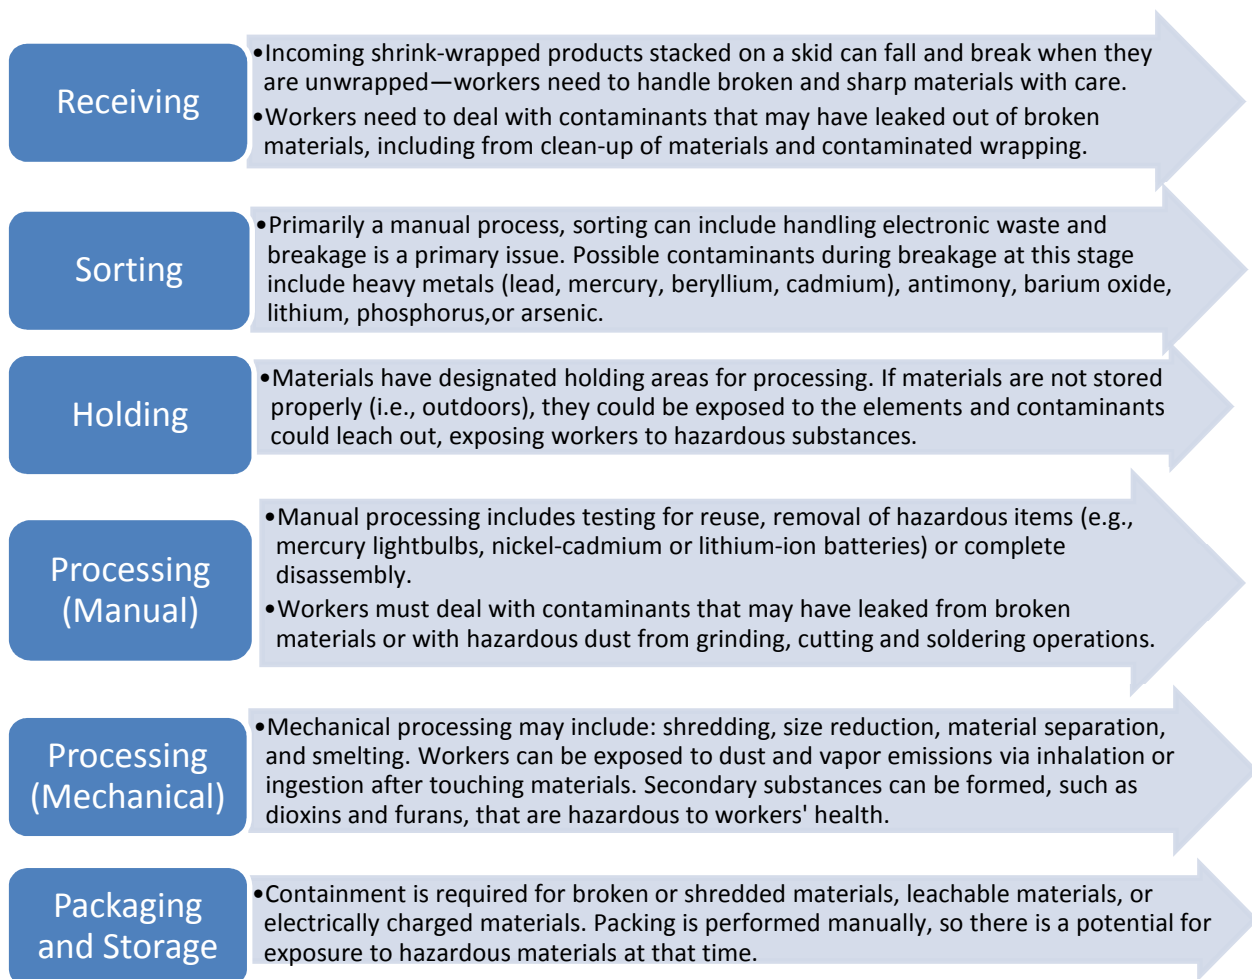 Receiving
•Incoming shrink-wrapped products stacked on a skid can fall and break when they
are unwrapped—workers need to handle broken and sharp materials with care.
•Workers need to deal with contaminants that may have leaked out of broken
materials, including from clean-up of materials and contaminated wrapping.
Sorting
•Primarily a manual process, sorting can include handling electronic waste and
breakage is a primary issue. Possible contaminants during breakage at this stage
include heavy metals (lead, mercury, beryllium, cadmium), antimony, barium oxide,
lithium, phosphorus,or arsenic.
Holding
•Materials have designated holding areas for processing. If materials are not stored
properly (i.e., outdoors), they could be exposed to the elements and contaminants
could leach out, exposing workers to hazardous substances.
Processing
(Manual)
•Manual processing includes testing for reuse, removal of hazardous items (e.g.,
mercury lightbulbs, nickel-cadmium or lithium-ion batteries) or complete
disassembly.
•Workers must deal with contaminants that may have leaked from broken
materials or with hazardous dust from grinding, cutting and soldering operations.
Processing
(Mechanical)
•Mechanical processing may include: shredding, size reduction, material separation,
and smelting. Workers can be exposed to dust and vapor emissions via inhalation or
ingestion after touching materials. Secondary substances can be formed, such as
dioxins and furans, that are hazardous to workers' health.
Packaging
and Storage
•Containment is required for broken or shredded materials, leachable materials, or
electrically charged materials. Packing is performed manually, so there is a potential for
exposure to hazardous materials at that time.